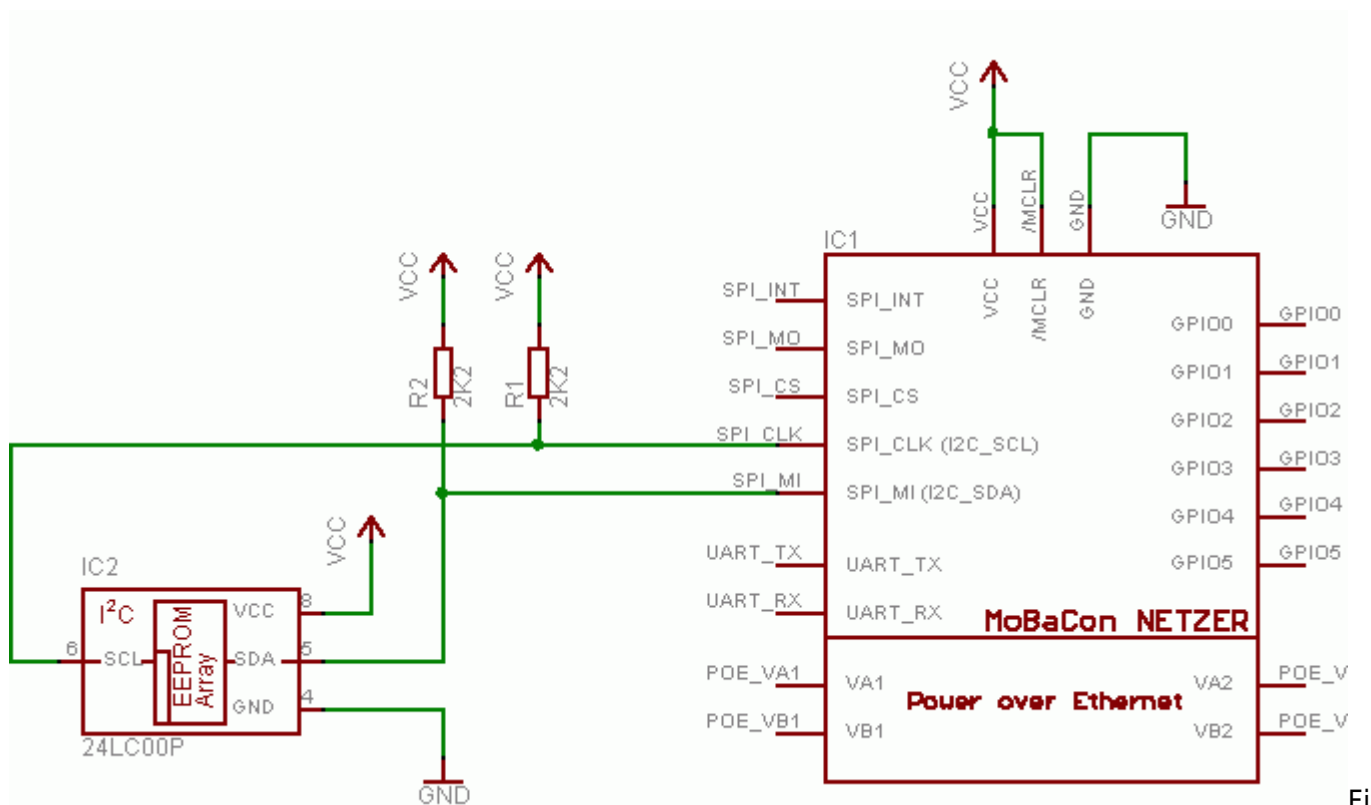 VCC
VCC
/MCLR
GND
GND
IC1
VCC
VCC
SPI_INT
SPI_INT
VCC
/MCLR
GND
GPIO0
GPIO0
SPI_MO
SPI_MO
GPIO1
GPIO1
R2
2K2
R1
2K2
SPI_CS
SPI_CS
GPIO2
GPIO2
SPI_CLK
SPI_CLK (I2C_SCL)
GPIO3
GPIO3
SPI_MI
SPI_MI (I2C_SDA)
GPIO4
GPIO4
VCC
UART_TX
UART_TX
GPIO5
GPIO5
IC2
UART_RX
UART_RX
MoBaCon NETZER
I²C
VCC
8
6
SCL
EEPROM
Array
SDA
5
GND
4
24LC00P
GND
POE_VA1
VA1
Power over Ethernet
VA2
POE_V
POE_VB1
VB1
VB2
POE_V
Fi